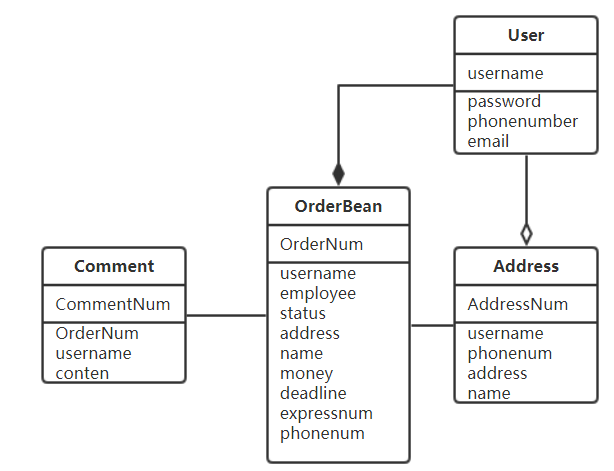 User
username
password
phonenumber
email
OrderBean
OrderNum
username
employee
status
address
name
money
deadline
expressnum
phonenum
Comment
CommentNum
OrderNum
username
conten
Address
AddressNum
username
phonenum
address
name